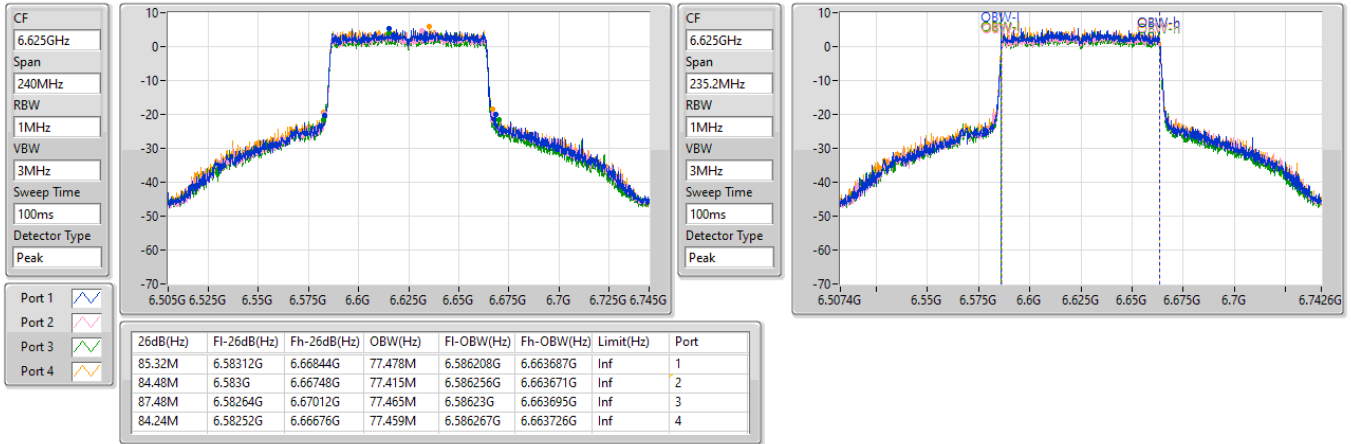 CF
6.625GHz
Span
240MHz
RBW
1MHz
VBW
3MHz
Sweep Time
100ms
Detector Type
Peak
10
0
-10
-20
-30
-40
-50
-60
-70
6.505G 6.525G 6.55G 6.575G 6.6G 6.625G 6.65G 6.675G 6.7G 6.725G 6.745G
CF
6.625GHz
Span
235.2MHz
RBW
1MHz
VBW
3MHz
Sweep Time
100ms
Detector Type
Peak
OBW-l OBW-h
10
0
-10
-20
-30
-40
-50
-60
-70
6.5074G 6.55G 6.575G 6.6G 6.625G 6.65G 6.675G 6.7G 6.7426G
Port 1
Port 2
Port 3
Port 4
26dB(Hz) Fl-26dB(Hz) Fh-26dB(Hz) OBW(Hz) Fl-OBW(Hz) Fh-OBW(Hz) Limit(Hz) Port
85.32M 6.58312G 6.66844G 77.478M 6.586208G 6.663687G Inf 1
84.48M 6.583G 6.66748G 77.415M 6.586256G 6.663671G Inf 2
87.48M 6.58264G 6.67012G 77.465M 6.58623G 6.663695G Inf 3
84.24M 6.58252G 6.66676G 77.459M 6.586267G 6.663726G Inf 4